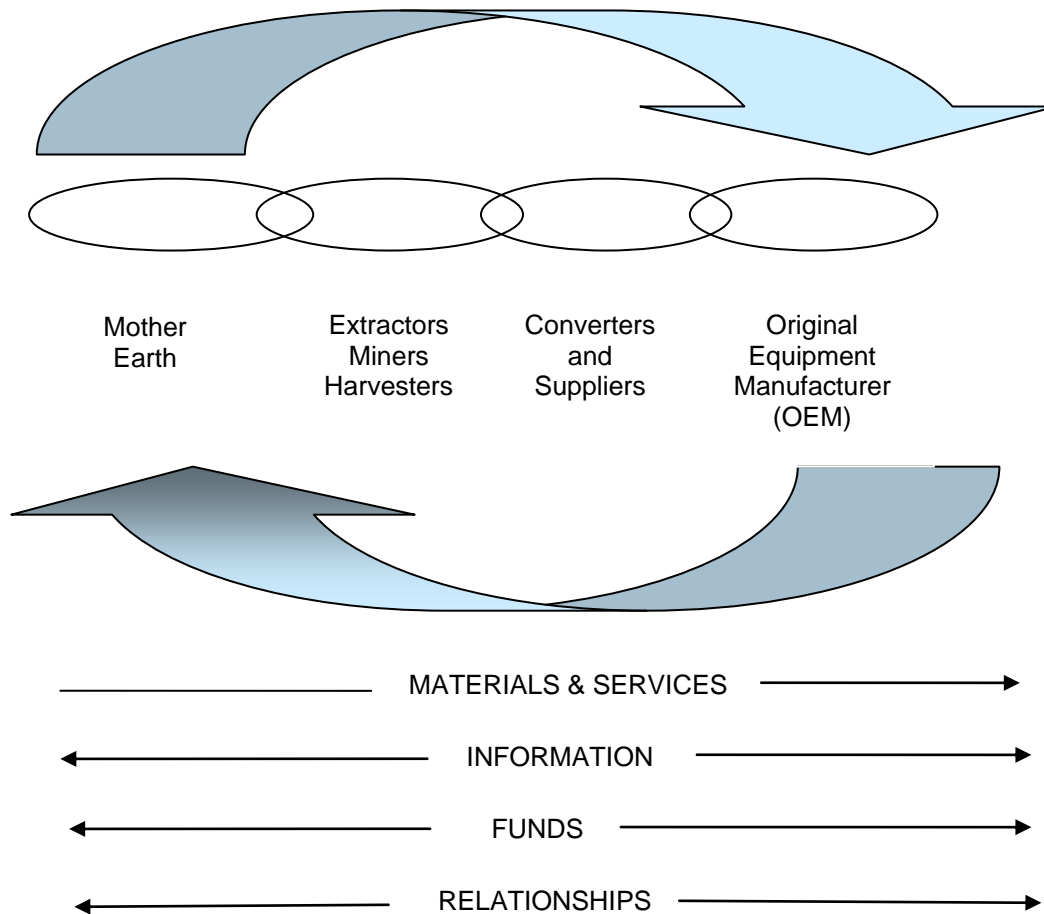 Mother
Earth
Extractors
Miners
Harvesters
Converters
and
Suppliers
Original
Equipment
Manufacturer
(OEM)
MATERIALS & SERVICES
INFORMATION
FUNDS
RELATIONSHIPS